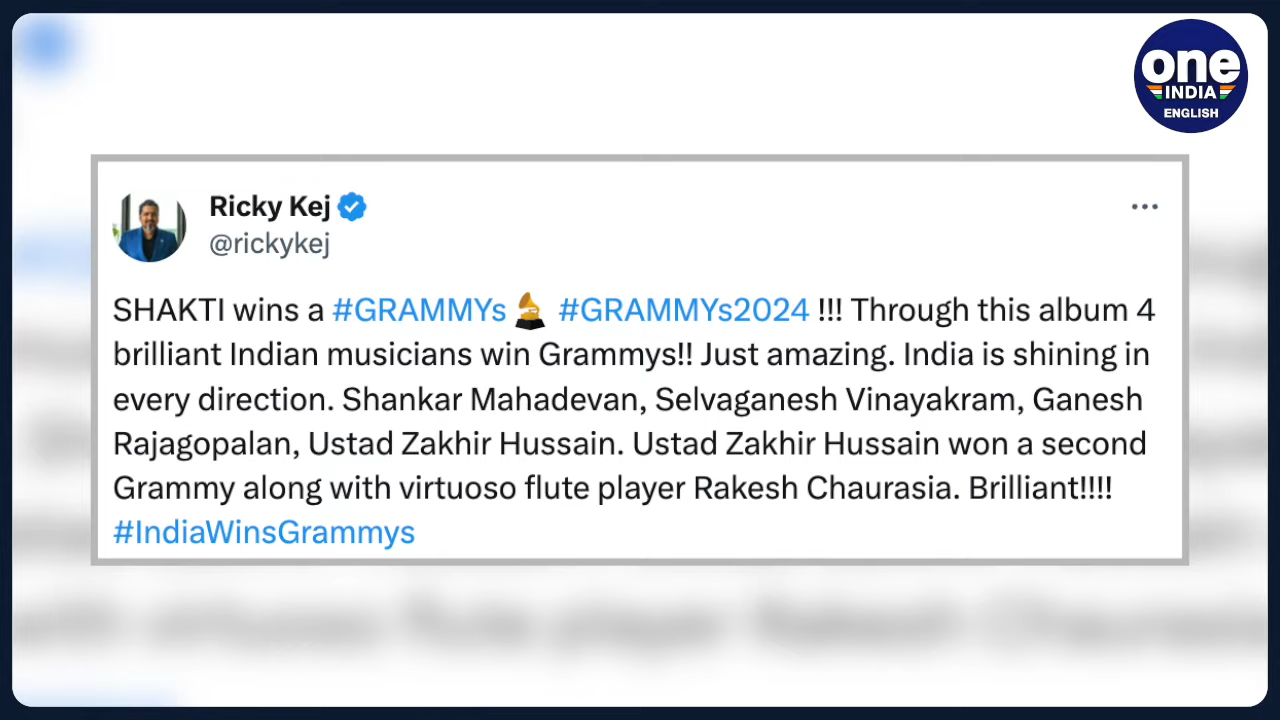 one
INDIA
ENGLISH
Ricky Kej
@rickykej
SHAKTI wins a #GRAMMYs #GRAMMYs2024 !!! Through this album 4
brilliant Indian musicians win Grammys!! Just amazing. India is shining in
every direction. Shankar Mahadevan, Selvaganesh Vinayakram, Ganesh
Rajagopalan, Ustad Zakhir Hussain. Ustad Zakhir Hussain won a second
Grammy along with virtuoso flute player Rakesh Chaurasia. Brilliant!!!!
#IndiaWinsGrammys